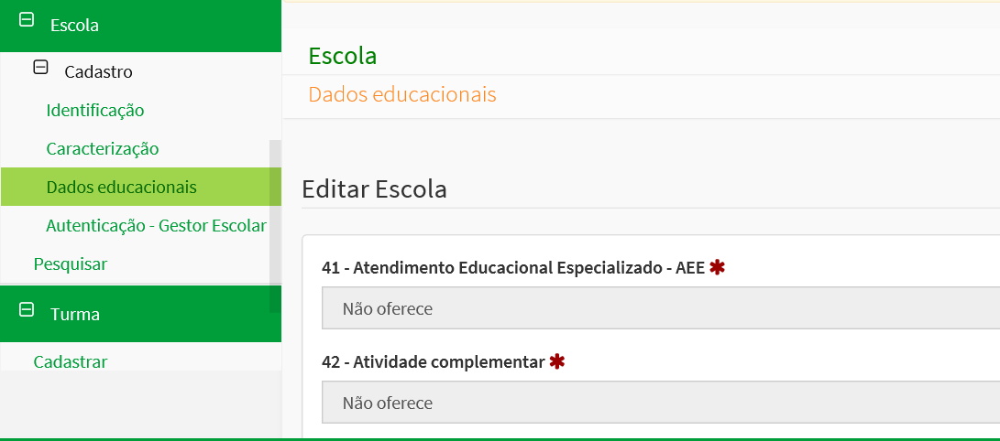 Escola
Cadastro
Identificação
Caracterização
Dados educacionais
Autenticação - Gestor Escolar
Pesquisar
Turma
Cadastrar
Escola
Dados educacionais
Editar Escola
41 - Atendimento Educacional Especializado - AEE ✱
Não oferece
42 - Atividade complementar ✱
Não oferece